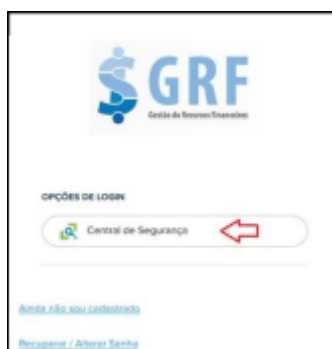 GRF
Gestão de Recursos Financeiros
OPÇÕES DE LOGIN
Central de Segurança
Ainda não sou cadastrado
Recuperar / Alterar Senha